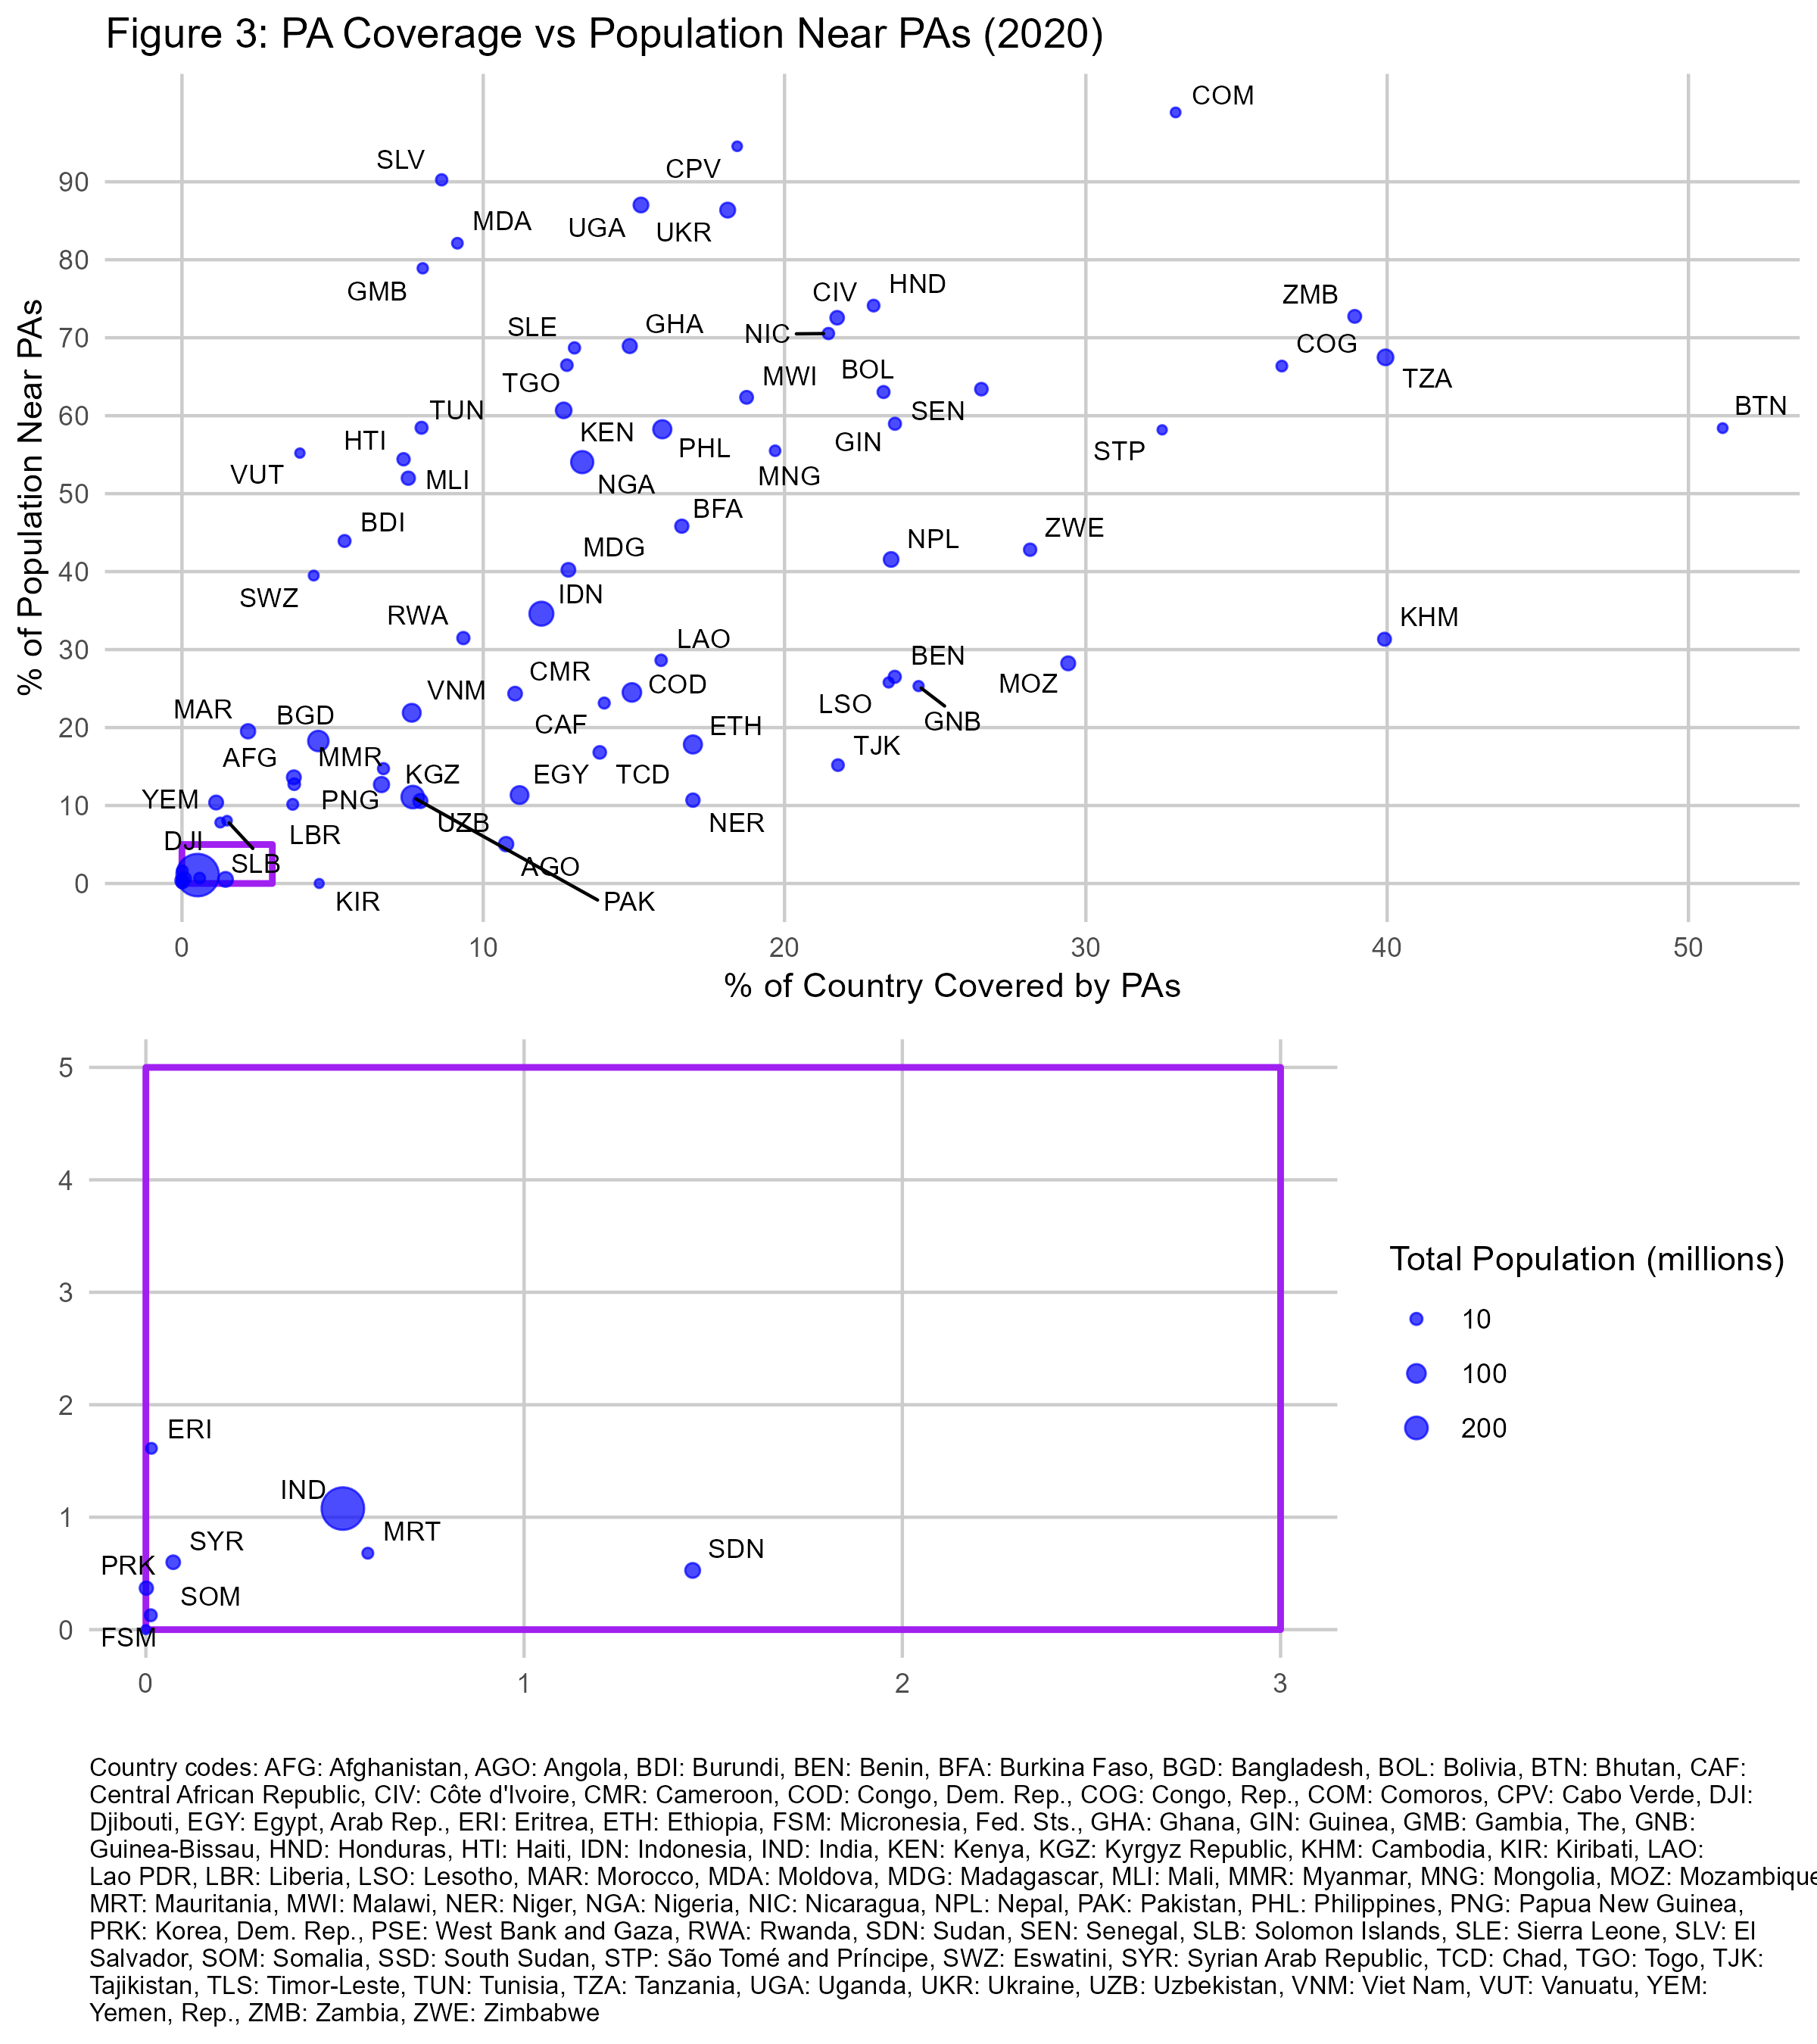 Figure 3: PA Coverage vs Population Near PAs (2020)
COM
SLV
CPV
90
MDA
UGA
UKR
80
GMB
HND
CIV
ZMB
SLE
GHA
NIC
70
COG
TGO
MWI
BOL
TZA
60
TUN
SEN
BTN
HTI
KEN
PHL
GIN
STP
VUT
MLI
NGA
MNG
50
BFA
BDI
MDG
NPL
ZWE
40
SWZ
IDN
RWA
KHM
LAO
30
BEN
CMR
COD
MOZ
VNM
LSO
GNB
MAR
BGD
CAF
ETH
20
AFG
MMR
TJK
KGZ
EGY
TCD
YEM
PNG
10
LBR
UZB
NER
DJI
SLB
AGO
0
KIR
PAK
% of Population Near PAs
0 10 20 30 40 50
% of Country Covered by PAs
5
4
3
2
1
0
ERI
IND
MRT
SYR
SDN
PRK
SOM
FSM
0 1 2 3
Total Population (millions)
10
100
200
Country codes: AFG: Afghanistan, AGO: Angola, BDI: Burundi, BEN: Benin, BFA: Burkina Faso, BGD: Bangladesh, BOL: Bolivia, BTN: Bhutan, CAF:
Central African Republic, CIV: Côte d'Ivoire, CMR: Cameroon, COD: Congo, Dem. Rep., COG: Congo, Rep., COM: Comoros, CPV: Cabo Verde, DJI:
Djibouti, EGY: Egypt, Arab Rep., ERI: Eritrea, ETH: Ethiopia, FSM: Micronesia, Fed. Sts., GHA: Ghana, GIN: Guinea, GMB: Gambia, The, GNB:
Guinea-Bissau, HND: Honduras, HTI: Haiti, IDN: Indonesia, IND: India, KEN: Kenya, KGZ: Kyrgyz Republic, KHM: Cambodia, KIR: Kiribati, LAO:
Lao PDR, LBR: Liberia, LSO: Lesotho, MAR: Morocco, MDA: Moldova, MDG: Madagascar, MLI: Mali, MMR: Myanmar, MNG: Mongolia, MOZ: Mozambique
MRT: Mauritania, MWI: Malawi, NER: Niger, NGA: Nigeria, NIC: Nicaragua, NPL: Nepal, PAK: Pakistan, PHL: Philippines, PNG: Papua New Guinea,
PRK: Korea, Dem. Rep., PSE: West Bank and Gaza, RWA: Rwanda, SDN: Sudan, SEN: Senegal, SLB: Solomon Islands, SLE: Sierra Leone, SLV: El
Salvador, SOM: Somalia, SSD: South Sudan, STP: São Tomé and Príncipe, SWZ: Eswatini, SYR: Syrian Arab Republic, TCD: Chad, TGO: Togo, TJK:
Tajikistan, TLS: Timor-Leste, TUN: Tunisia, TZA: Tanzania, UGA: Uganda, UKR: Ukraine, UZB: Uzbekistan, VNM: Viet Nam, VUT: Vanuatu, YEM:
Yemen, Rep., ZMB: Zambia, ZWE: Zimbabwe